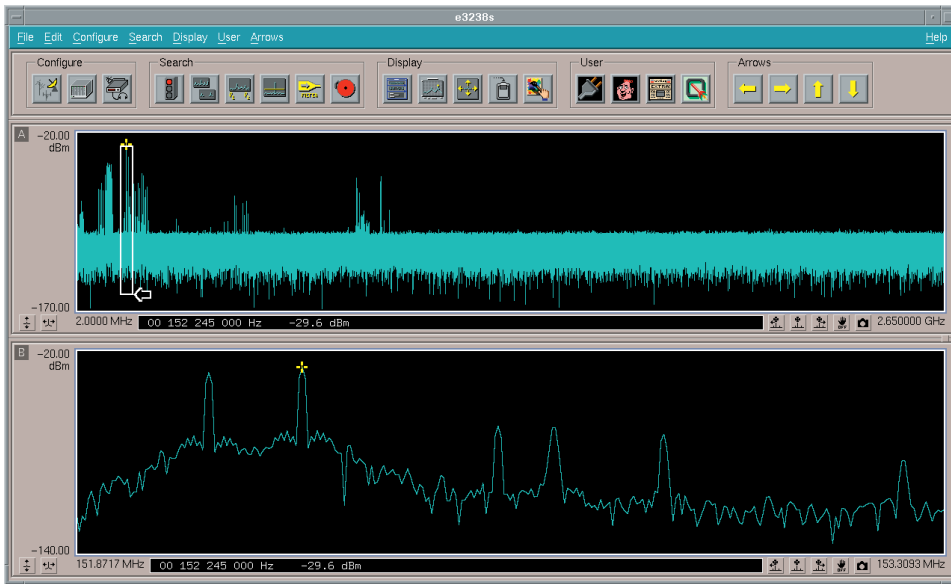 e3238s
File Edit Configure Search Display User Arrows Help
Configure Search Display User Arrows
A -20.00
dBm
-170.00
2.0000 MHz 00 152 245 000 Hz -29.6 dBm 2.650000 GHz
B -20.00
dBm
-140.00
151.8717 MHz 00 152 245 000 Hz -29.6 dBm 153.3093 MHz